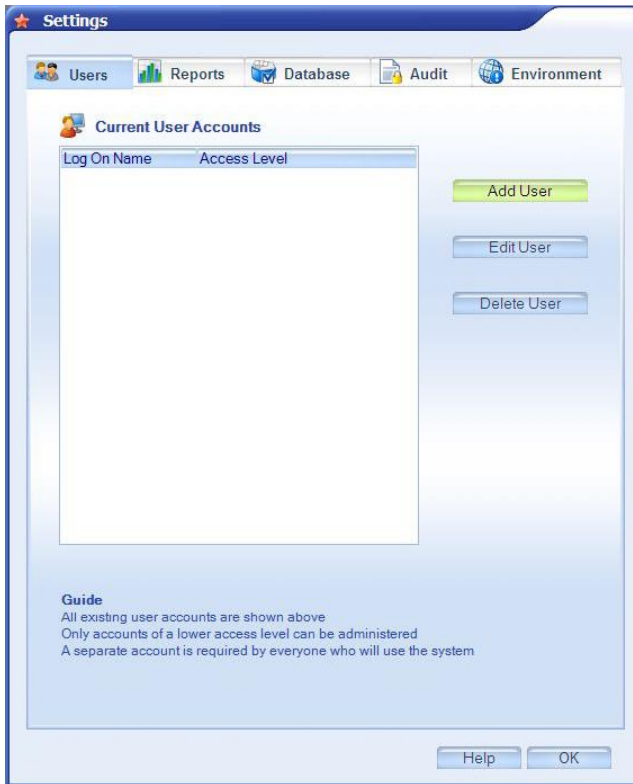 Settings
Users Reports Database Audit Environment
Current User Accounts
Log On Name Access Level
Add User
Edit User
Delete User
Guide
All existing user accounts are shown above
Only accounts of a lower access level can be administered
A separate account is required by everyone who will use the system
Help OK